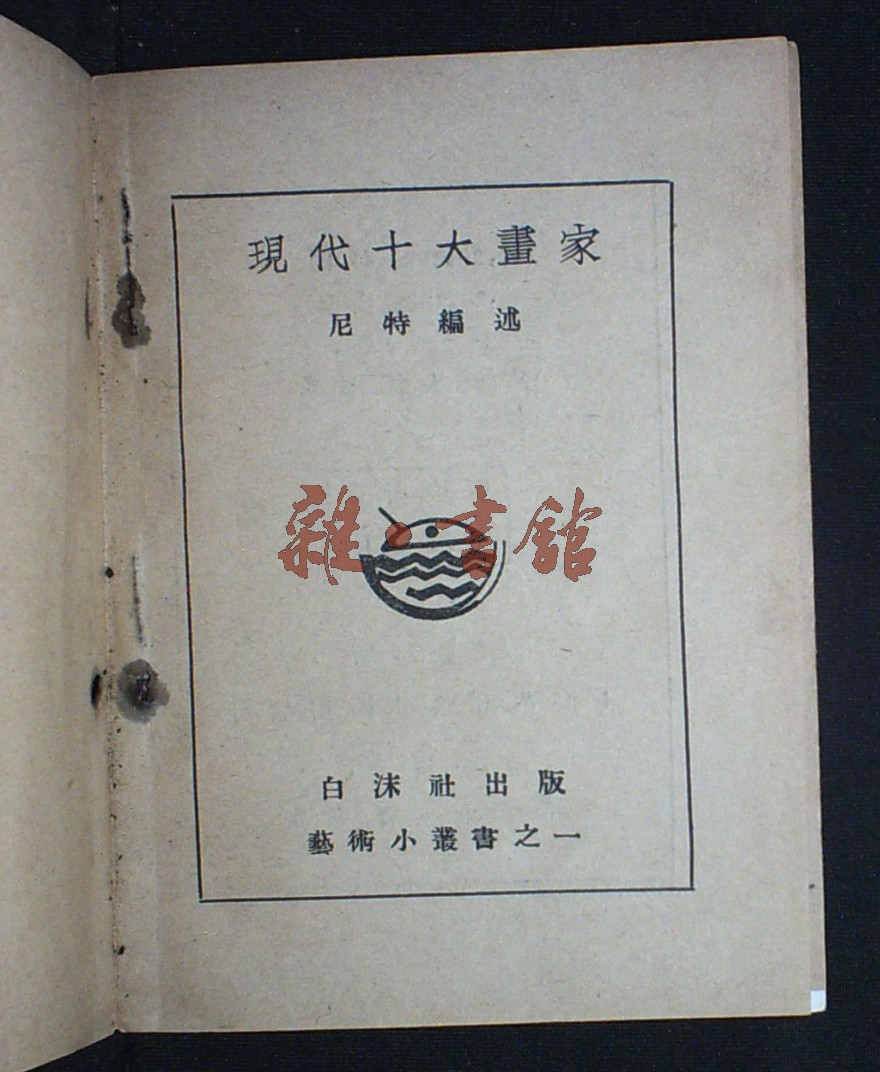 現代十大畫家
尼特編述
雜·書館
白沫社出版
藝術小叢書之一